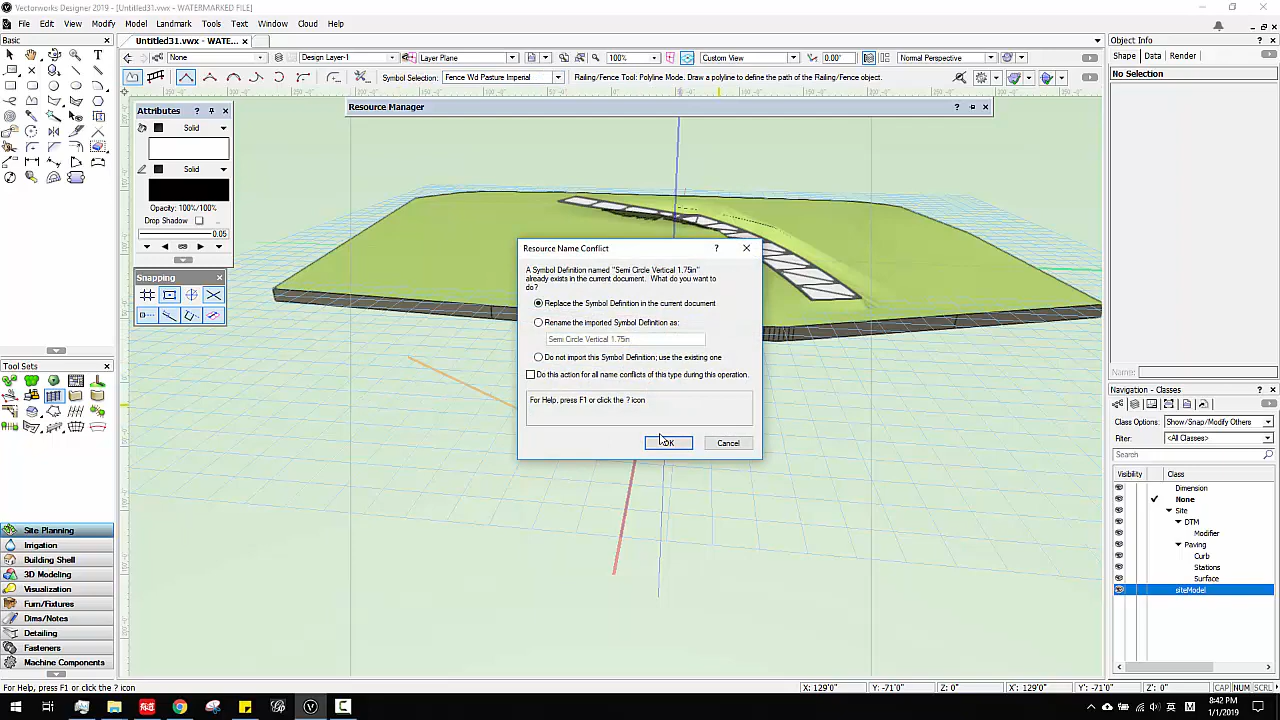 Vectorworks Designer 2019 - [Untitled31.vwx - WATERMARKED FILE]
File Edit View Modify Model Landmark Tools Text Window Cloud Help
Basic
Untitled31.vwx - WATE...
None
Design Layer-1
Layer Plane
100%
Custom View
0.00°
Normal Perspective
Symbol Selection: Fence Wd Pasture Imperial
Railing/Fence Tool: Polyline Mode. Draw a polyline to define the path of the Railing/Fence object.
Resource Manager
Attributes
Solid
Solid
Opacity: 100%/100%
Drop Shadow
0.05
Snapping
Tool Sets
Site Planning
Irrigation
Building Shell
3D Modeling
Visualization
Furn/Fixtures
Dims/Notes
Detailing
Fasteners
Machine Components
Resource Name Conflict
A Symbol Definition named "Semi Circle Vertical 1.75in"
already exists in the current document. What do you want to
do?
Replace the Symbol Definition in the current document
Rename the imported Symbol Definition as:
Semi Circle Vertical 1.75in
Do not import this Symbol Definition; use the existing one
Do this action for all name conflicts of this type during this operation.
For Help, press F1 or click the ? icon
OK
Cancel
Object Info
Shape Data Render
No Selection
Name:
Navigation - Classes
Class Options: Show/Snap/Modify Others
Filter: <All Classes>
Search
Visibility Class
Dimension
None
Site
DTM
Modifier
Paving
Curb
Stations
Surface
siteModel
For Help, press F1 or click the ? icon
X: 129'0" Y: -71'0" Z: 0" X': 129'0" Y': -71'0" Z': 0"
CAP NUM SCRL
8:42 PM
1/1/2019